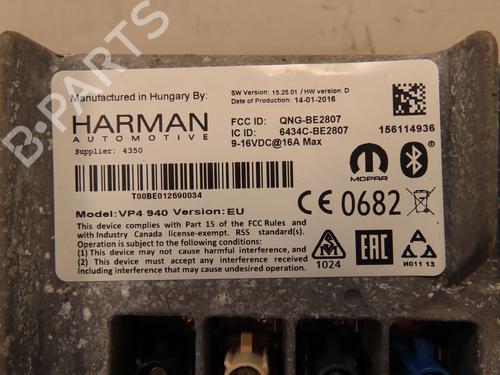 Manufactured in Hungary By:
HARMAN
AUTOMOTIVE
Supplier: 4350
SW Version: 15.25.01 / HW version: D
Date of Production: 14-01-2016
FCC ID: QNG-BE2807
IC ID: 6434C-BE2807
9-16VDC@16A Max
156114936
MOPAR
T00BE012690034
Model: VP4 940 Version: EU
This device complies with Part 15 of the FCC Rules and
with Industry Canada license-exempt. RSS standard(s).
Operation is subject to the following two conditions:
(1) This device may not cause harmful interference, and
(2) This device must accept any interference received,
including interference that may cause undesired operation.
CE 0682
1024
EAC
И011 13
B-PARTS